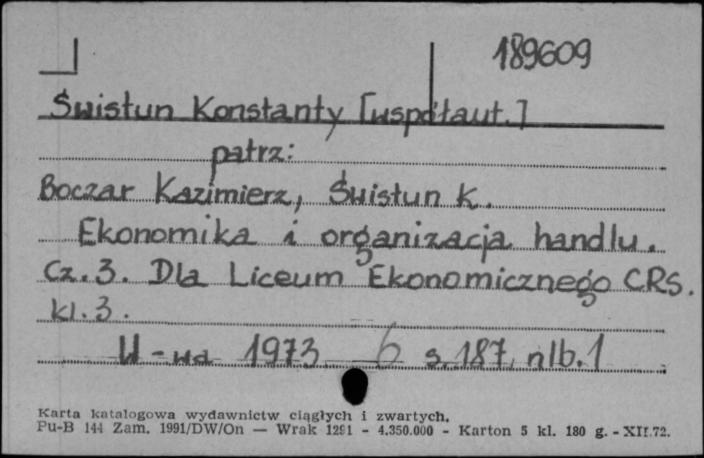 189609
Świstun Konstanty [współaut.]
patrz:
Boczar Kazimierz, Świstun K.
Ekonomika i organizacja handlu.
Cz. 3. Dla Liceum Ekonomicznego CRS.
kl. 3.
W-wa 1973 6 s. 187, nlb. 1
Karta katalogowa wydawnictw ciągłych i zwartych.
Pu-B 144 Zam. 1991/DW/On — Wrak 1291 - 4.350.000 - Karton 5 kl. 180 g. - XII.72.